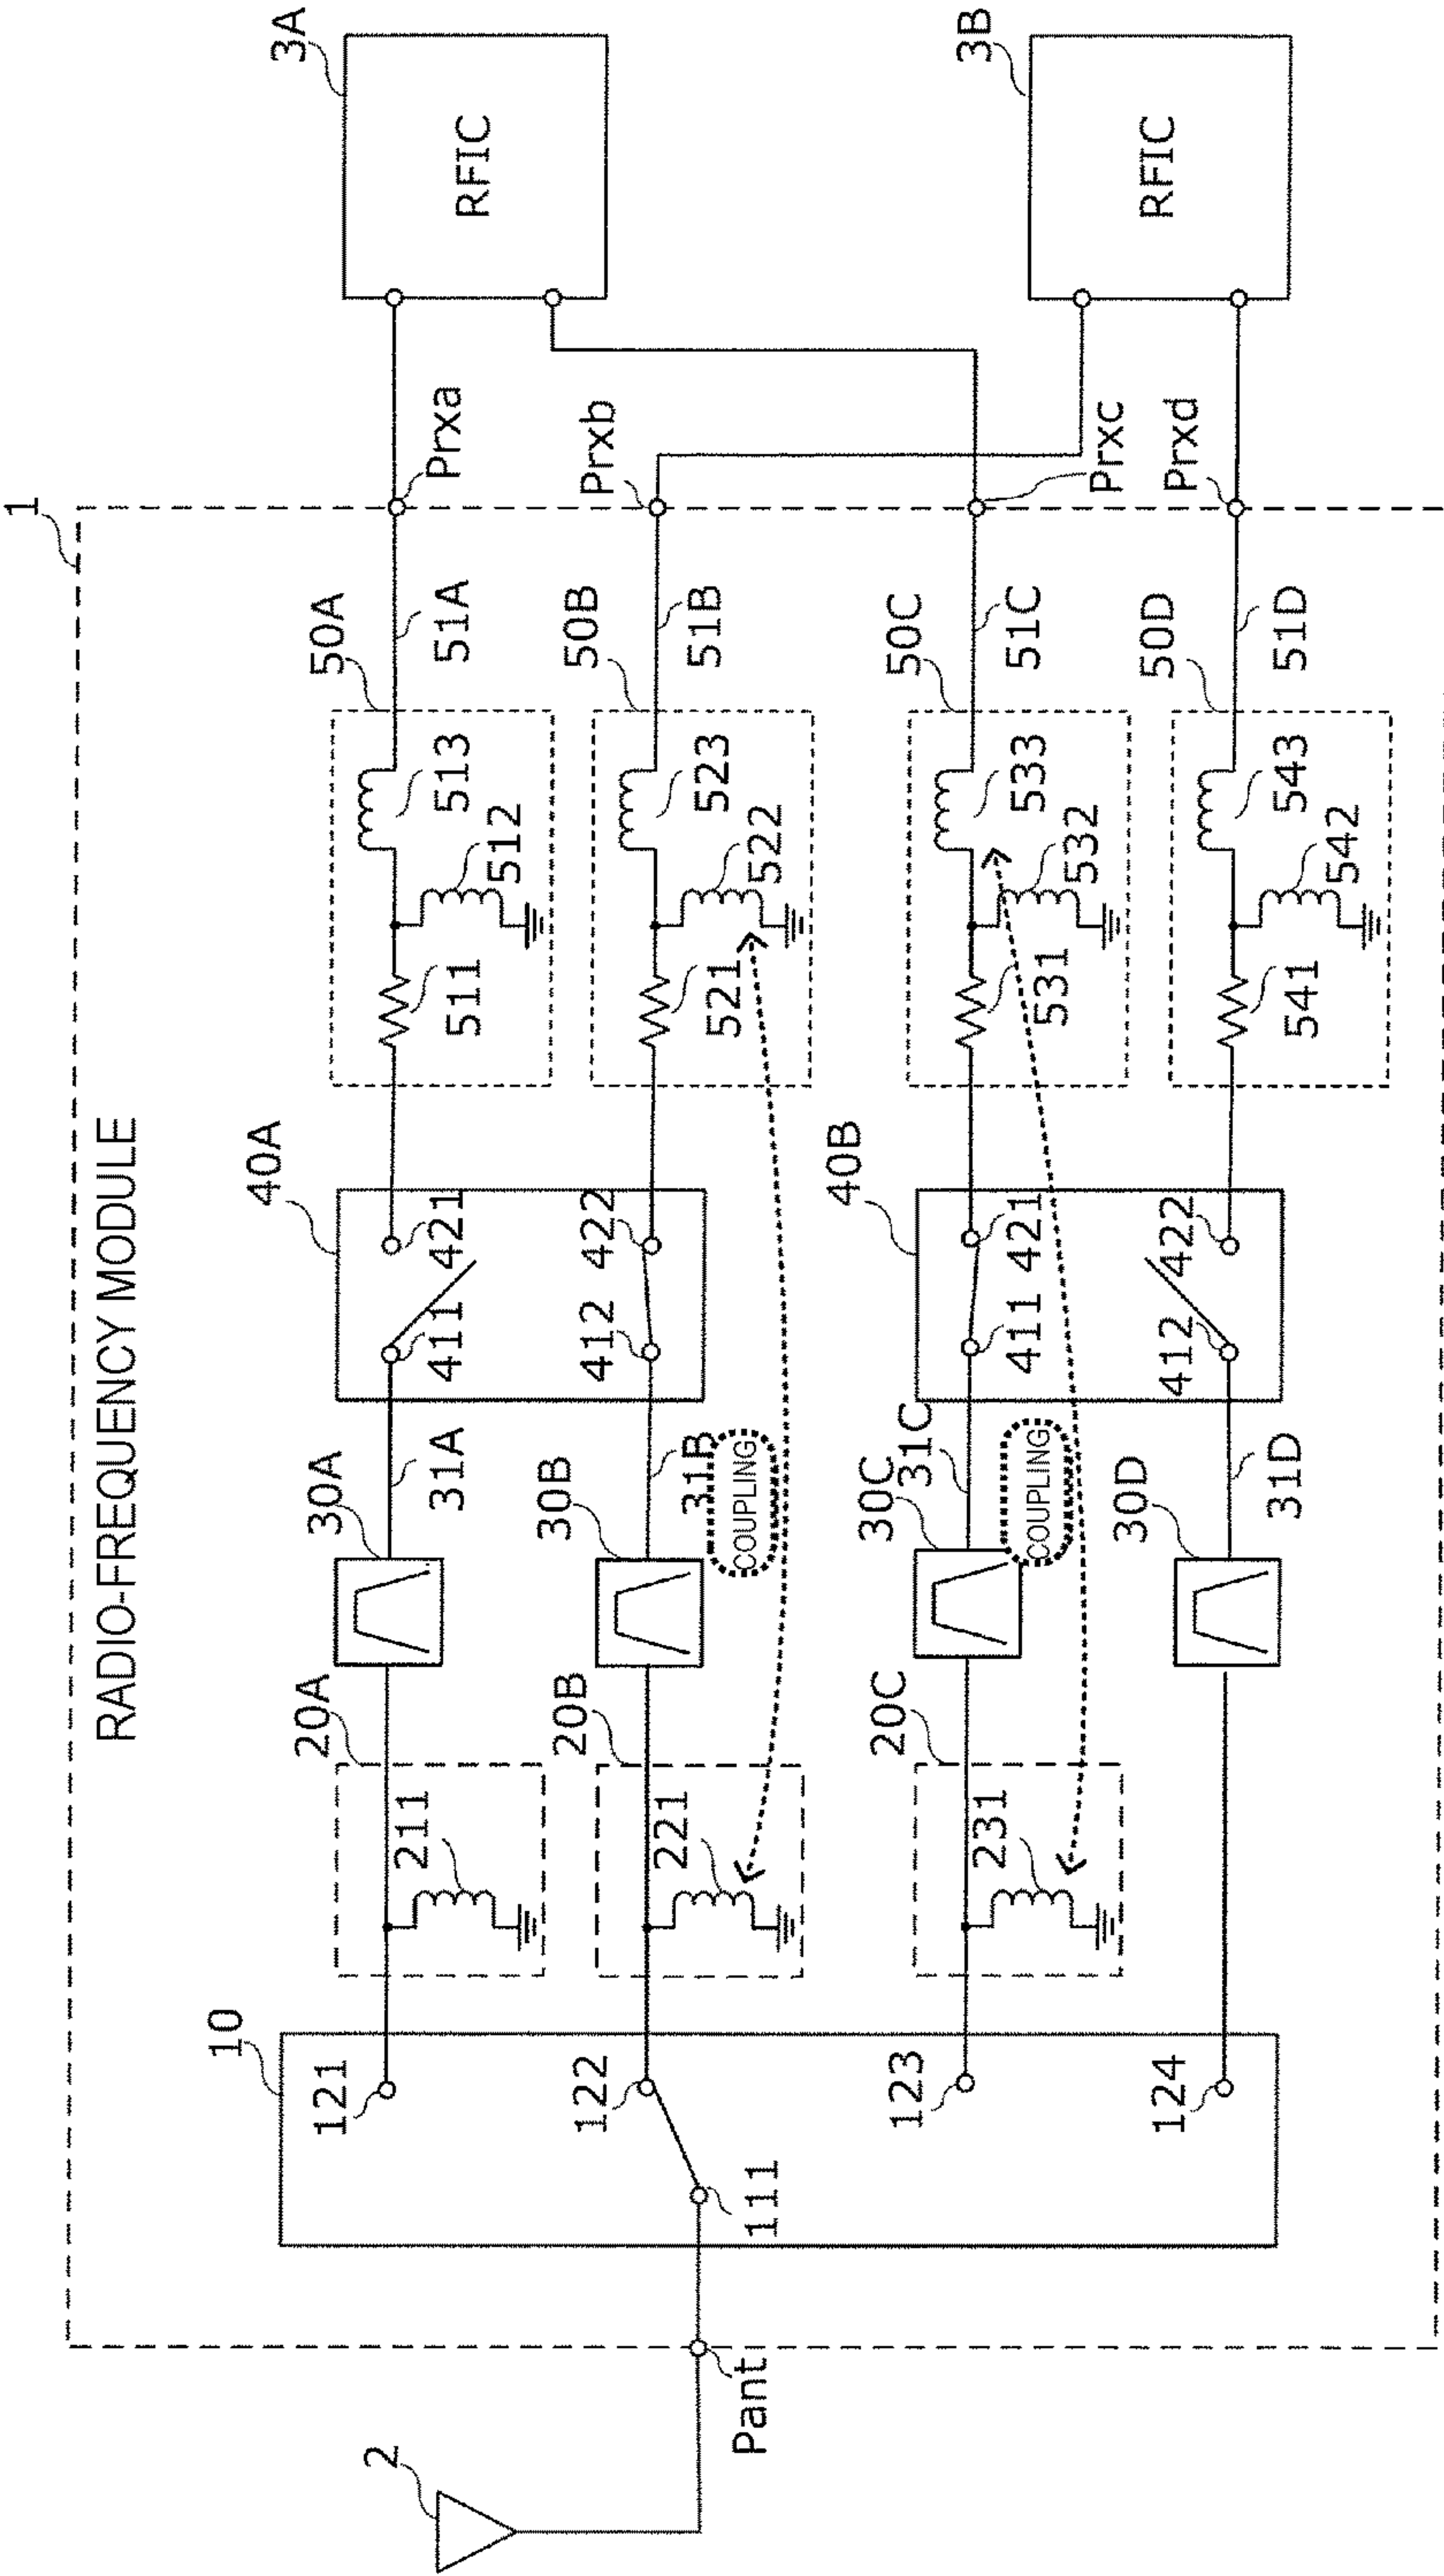 1
RADIO-FREQUENCY MODULE
3A
RFIC
3B
RFIC
Prxa
Prxb
Prxc
Prxd
50A
51A
513
512
511
50B
51B
523
522
521
50C
51C
533
532
531
50D
51D
543
542
541
40A
421
411
422
412
40B
421
411
422
412
30A
31A
30B
31B
COUPLING
30C
31C
COUPLING
30D
31D
20A
211
20B
221
20C
231
10
121
122
123
124
111
Pant
2